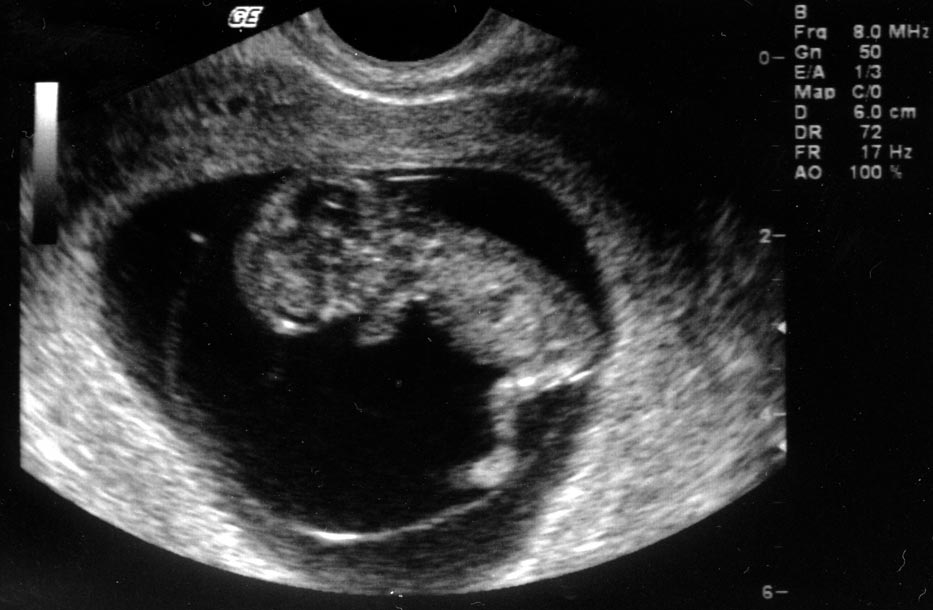 GE
B
Frq 8.0 MHz
Gn 50
E/A 1/3
Map C/0
D 6.0 cm
DR 72
FR 17 Hz
AO 100 %
0
2
6